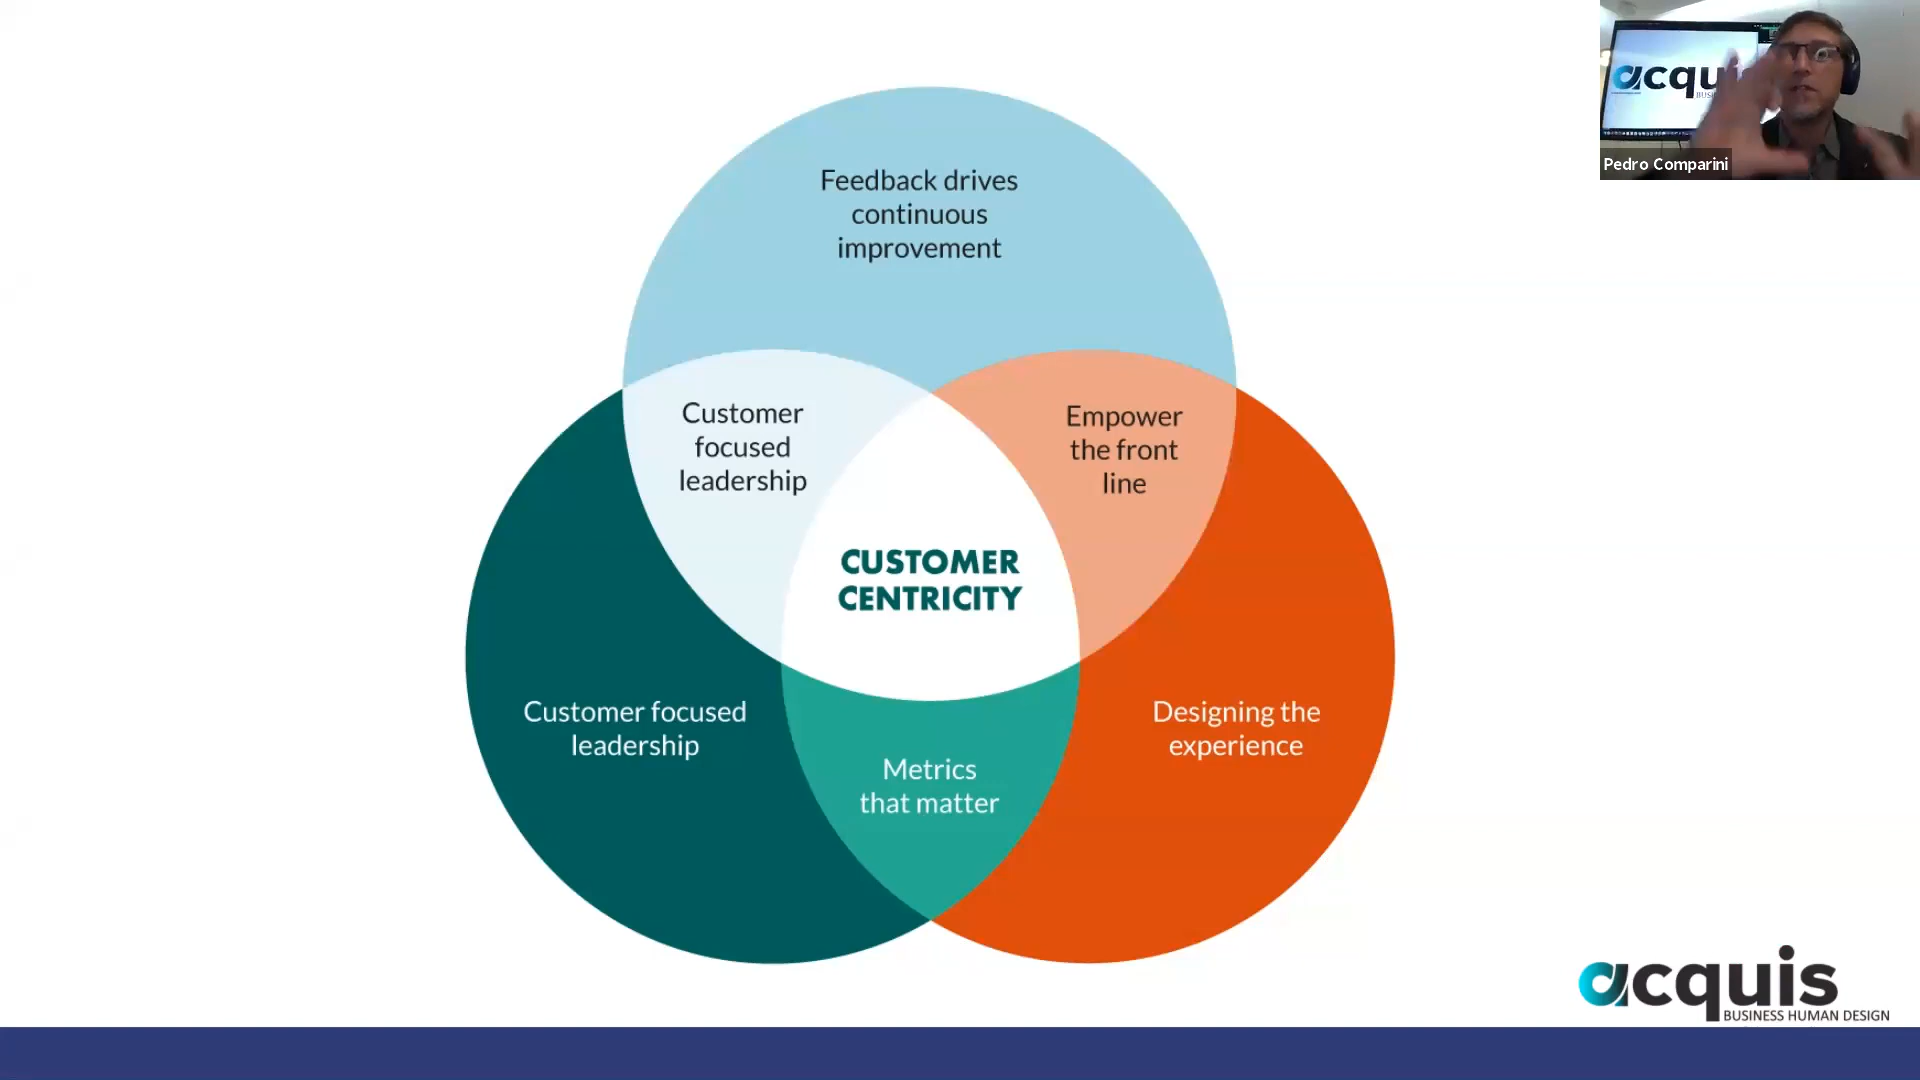 acqu
Pedro Comparini
Feedback drives
continuous
improvement
Customer
focused
leadership
Empower
the front
line
CUSTOMER
CENTRICITY
Customer focused
leadership
Designing the
experience
Metrics
that matter
acquis
BUSINESS HUMAN DESIGN